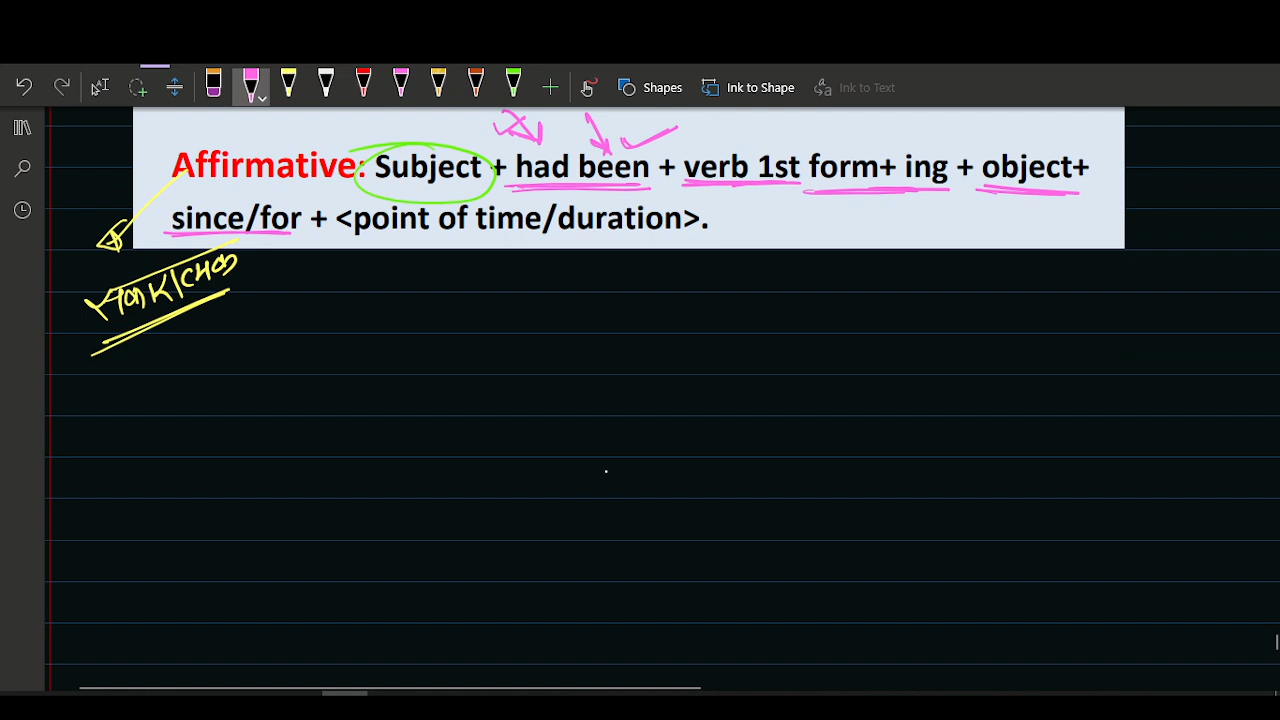 Shapes
Ink to Shape
Ink to Text
Affirmative: Subject + had been + verb 1st form+ ing + object+
since/for + <point of time/duration>.